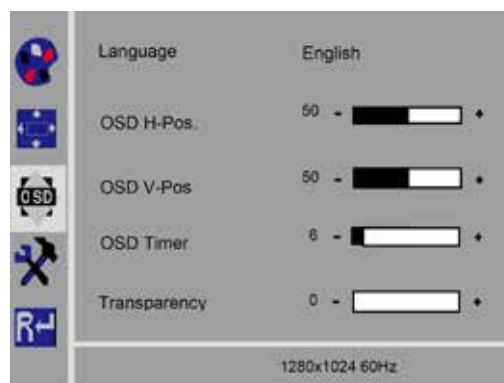 Language English
OSD H-Pos. 50 - +
OSD V-Pos 50 - +
OSD
OSD Timer 6 - +
Transparency 0 - +
R
1280x1024 60Hz